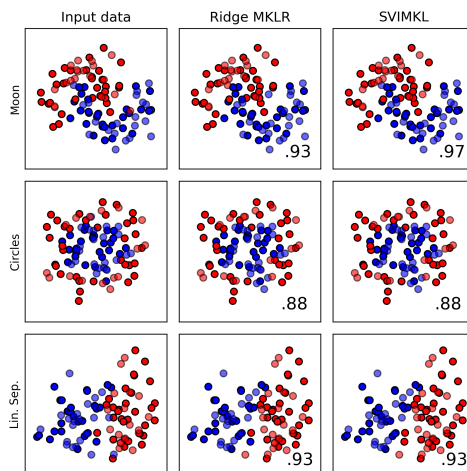 Input data
Ridge MKLR
SVIMKL
Moon
.93
.97
Circles
.88
.88
Lin. Sep.
.93
.93